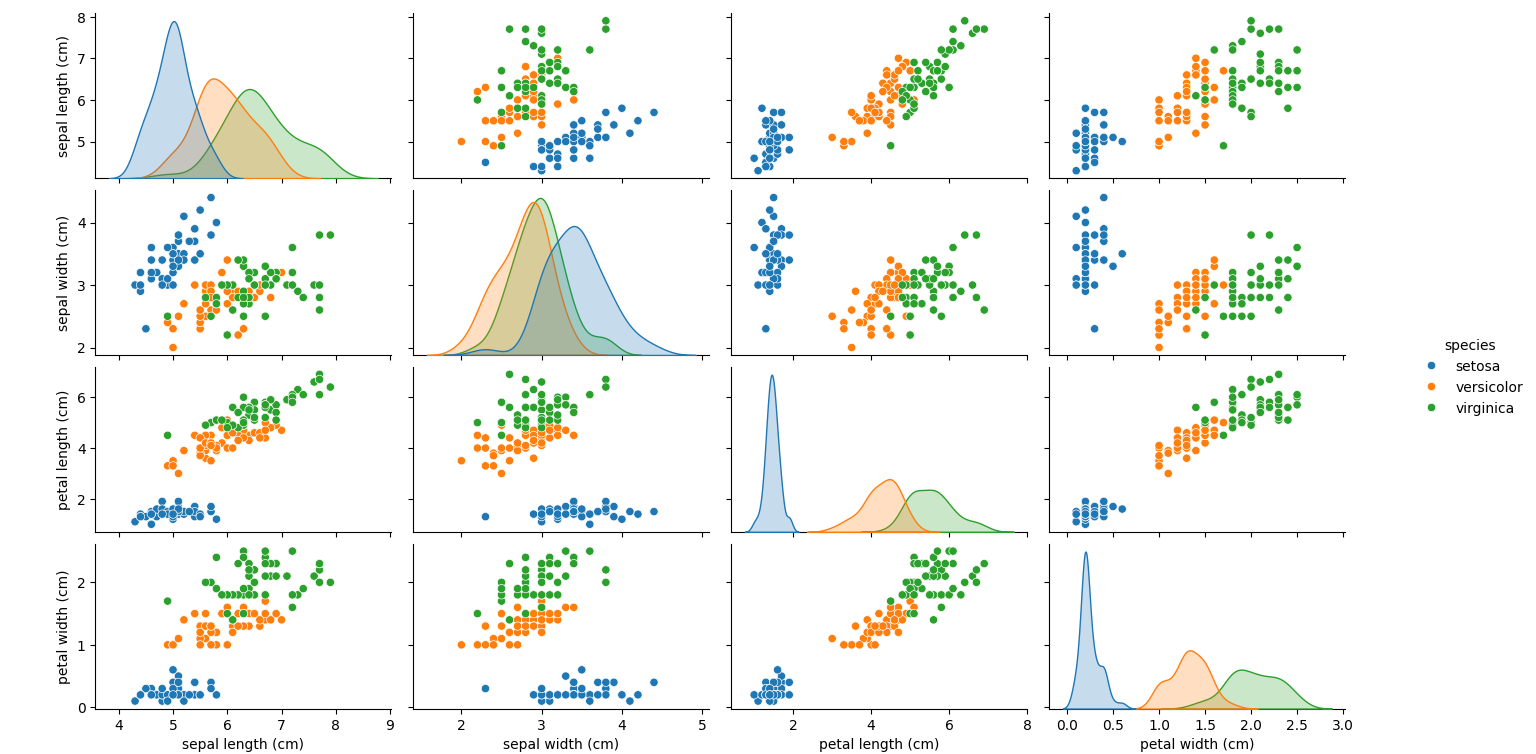 8
7
6
5
sepal length (cm)
4
3
2
sepal width (cm)
species
setosa
versicolor
virginica
6
4
2
petal length (cm)
2
1
0
petal width (cm)
4 5 6 7 8 9
2 3 4 5
2 4 6 8
0.0 0.5 1.0 1.5 2.0 2.5 3.0
sepal length (cm)
sepal width (cm)
petal length (cm)
petal width (cm)